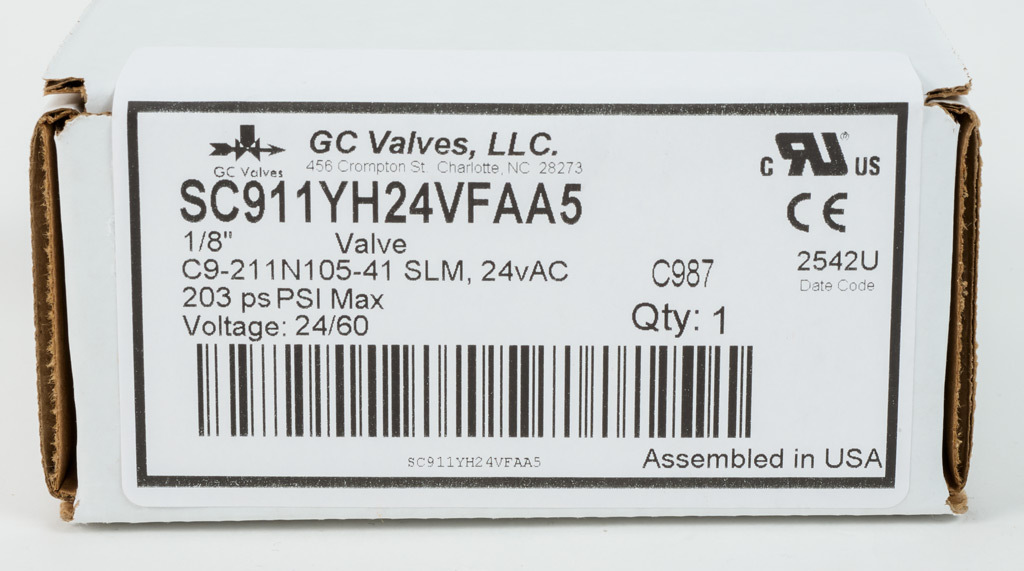 GC Valves
GC Valves, LLC.
456 Crompton St. Charlotte, NC 28273
SC911YH24VFAA5
1/8" Valve
C9-211N105-41 SLM, 24vAC
203 ps PSI Max
Voltage: 24/60
C987
Qty: 1
C RU® US
CE
2542U
Date Code
SC911YH24VFAA5
Assembled in USA